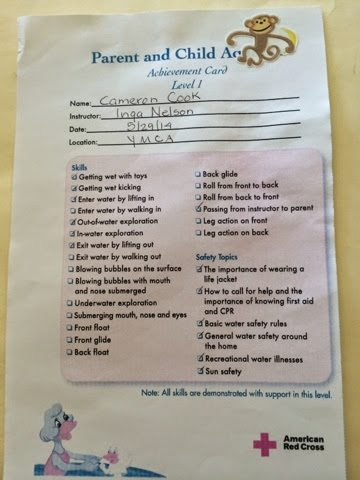 Parent and Child
Achievement Card
Level 1
Name: Cameron Cook
Instructor: Inga Nelson
Date: 5/29/14
Location: YMCA
Skills
Getting wet with toys
Getting wet kicking
Enter water by lifting in
Enter water by walking in
Out-of-water exploration
In-water exploration
Exit water by lifting out
Exit water by walking out
Blowing bubbles on the surface
Blowing bubbles with mouth
and nose submerged
Underwater exploration
Submerging mouth, nose and eyes
Front float
Front glide
Back float
Back glide
Roll from front to back
Roll from back to front
Passing from instructor to parent
Leg action on front
Leg action on back
Safety Topics
The importance of wearing a
life jacket
How to call for help and the
importance of knowing first aid
and CPR
Basic water safety rules
General water safety around
the home
Recreational water illnesses
Sun safety
Note: All skills are demonstrated with support in this level.
American
Red Cross